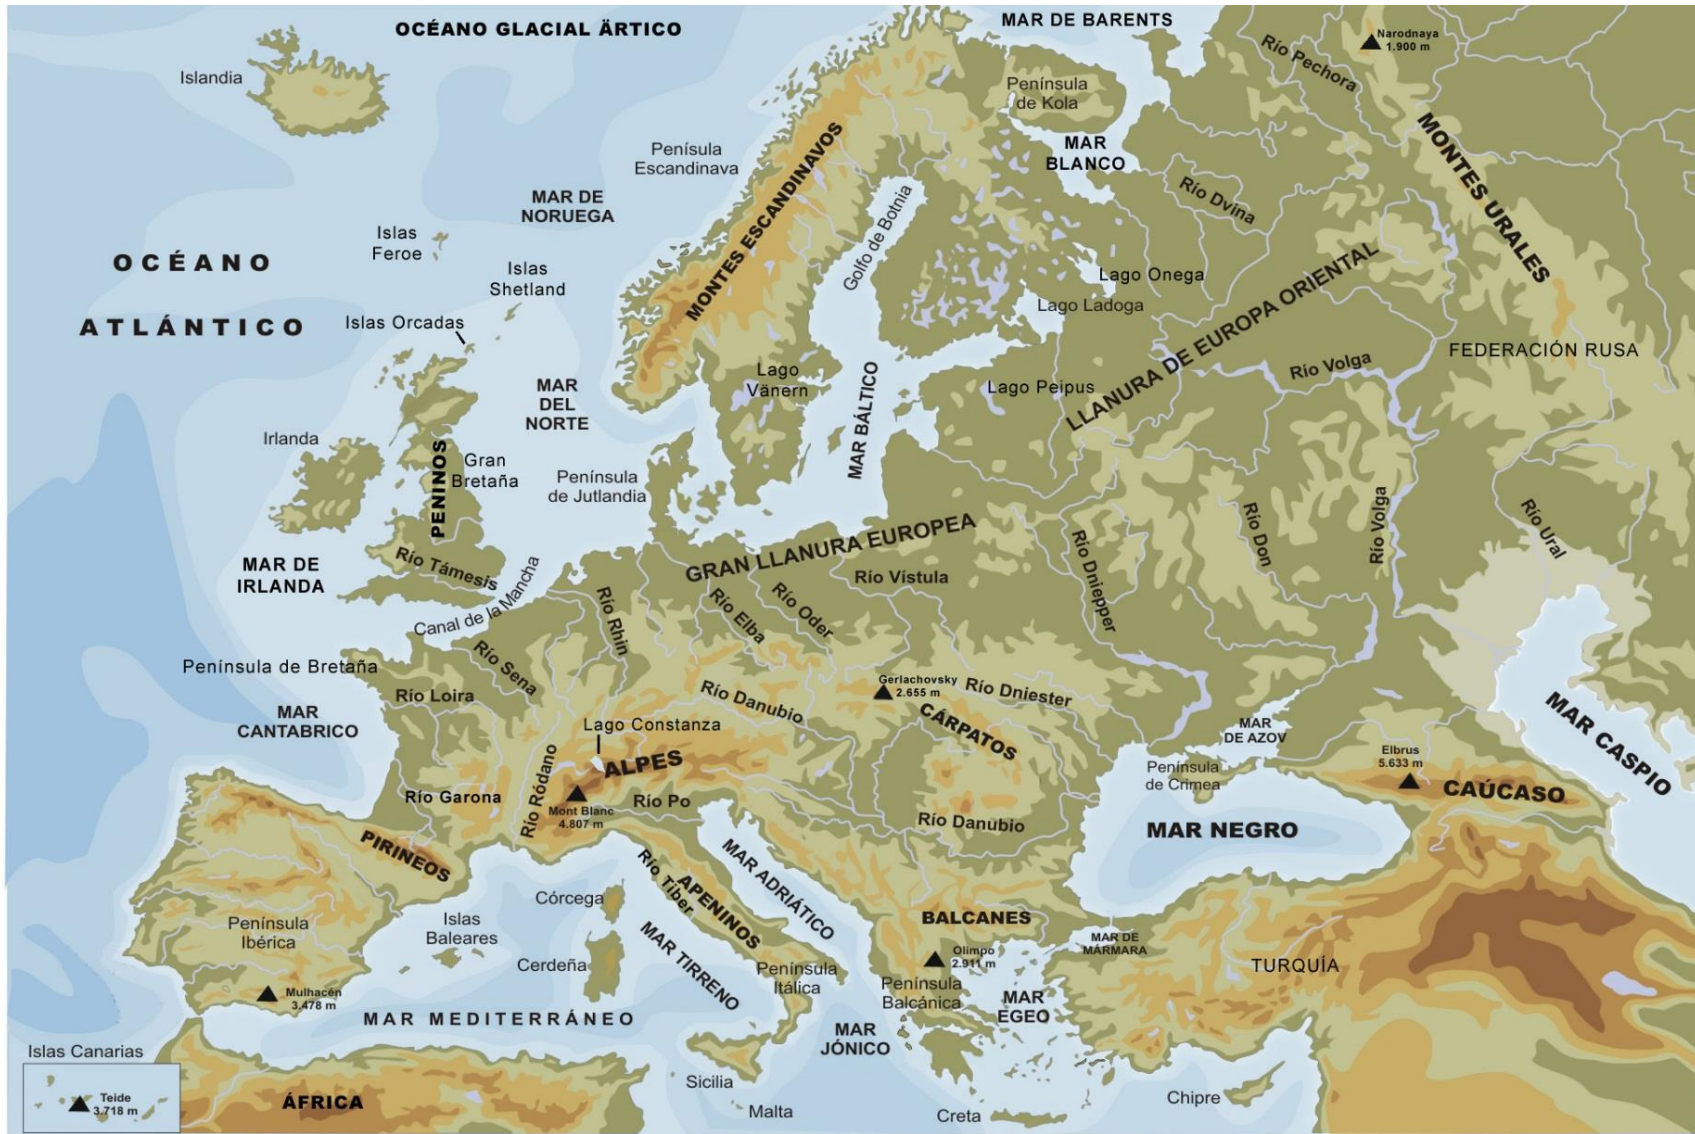 OCÉANO GLACIAL ÄRTICO
MAR DE BARENTS
Narodnaya
1.900 m
Río Pechora
Islandia
Península
de Kola
MONTES URALES
MAR
BLANCO
Penísula
Escandinava
MONTES ESCANDINAVOS
MAR DE
NORUEGA
Río Dvina
Golfo de Botnia
Islas
Feroe
OCÉANO
ATLÁNTICO
Islas
Shetland
Lago Onega
Lago Ladoga
LLANURA DE EUROPA ORIENTAL
Islas Orcadas
FEDERACIÓN RUSA
Río Volga
Lago
Vänern
Lago Peipus
MAR
DEL
NORTE
MAR BÁLTICO
Irlanda
PENINOS
Gran
Bretaña
Península
de Jutlandia
Río Volga
Río Don
Río Ural
GRAN LLANURA EUROPEA
Río Dniepper
MAR DE
IRLANDA
Río Támesis
Canal de la Mancha
Río Rhin
Río Elba
Río Oder
Río Vístula
Península de Bretaña
Río Sena
Río Loira
Río Danubio
Gerlachovsky
2.655 m
Río Dniester
MAR
CANTABRICO
Lago Constanza
CÁRPATOS
MAR
DE AZOV
MAR CASPIO
ALPES
Elbrus
5.633 m
Península
de Crimea
CAÚCASO
Río Garona
Río Ródano
Mont Blanc
4.807 m
Río Po
Río Danubio
MAR NEGRO
PIRINEOS
Río Tíber
APENINOS
MAR ADRIÁTICO
Córcega
Islas
Baleares
Península
Ibérica
BALCANES
MAR DE
MÁRMARA
Olimpo
2.911 m
TURQUÍA
Cerdeña
MAR TIRRENO
Península
Itálica
Península
Balcánica
Mulhacén
3.478 m
MAR
EGEO
MAR MEDITERRÁNEO
MAR
JÓNICO
Islas Canarias
Teide
3.718 m
ÁFRICA
Sicilia
Malta
Creta
Chipre